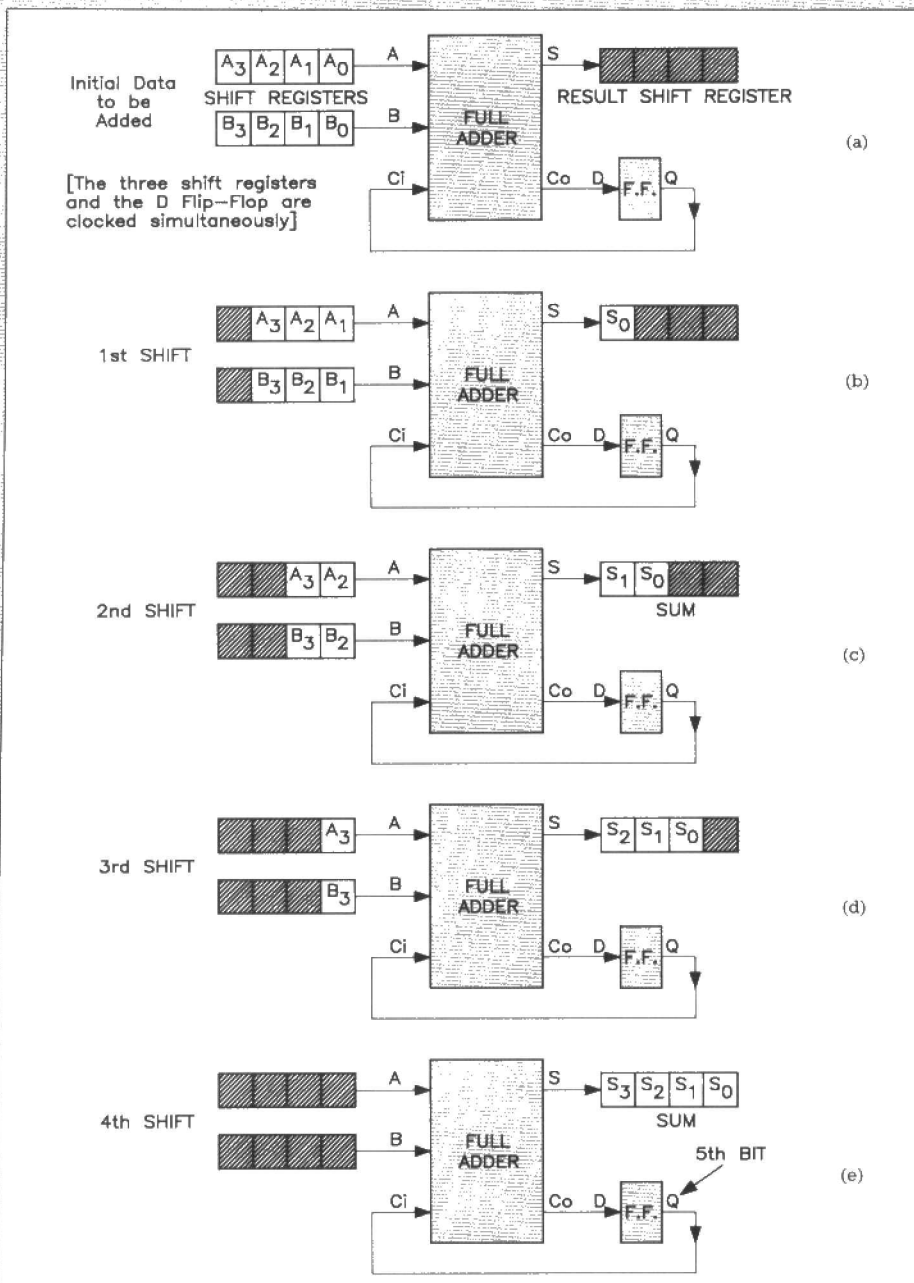 A3 A2 A1 A0 A S
Initial Data
to be
Added
SHIFT REGISTERS RESULT SHIFT REGISTER
B3 B2 B1 B0 B FULL
ADDER
(a)
[The three shift registers
and the D Flip-Flop are
clocked simultaneously]
Ci Co D F.F. Q
1st SHIFT
A3 A2 A1 A S S0
B3 B2 B1 B FULL
ADDER
(b)
Ci Co D F.F. Q
2nd SHIFT
A3 A2 A S S1 S0
SUM
B3 B2 B FULL
ADDER
(c)
Ci Co D F.F. Q
3rd SHIFT
A3 A S S2 S1 S0
B3 B FULL
ADDER
(d)
Ci Co D F.F. Q
4th SHIFT
A S S3 S2 S1 S0
SUM
B FULL
ADDER
5th BIT
(e)
Ci Co D F.F. Q